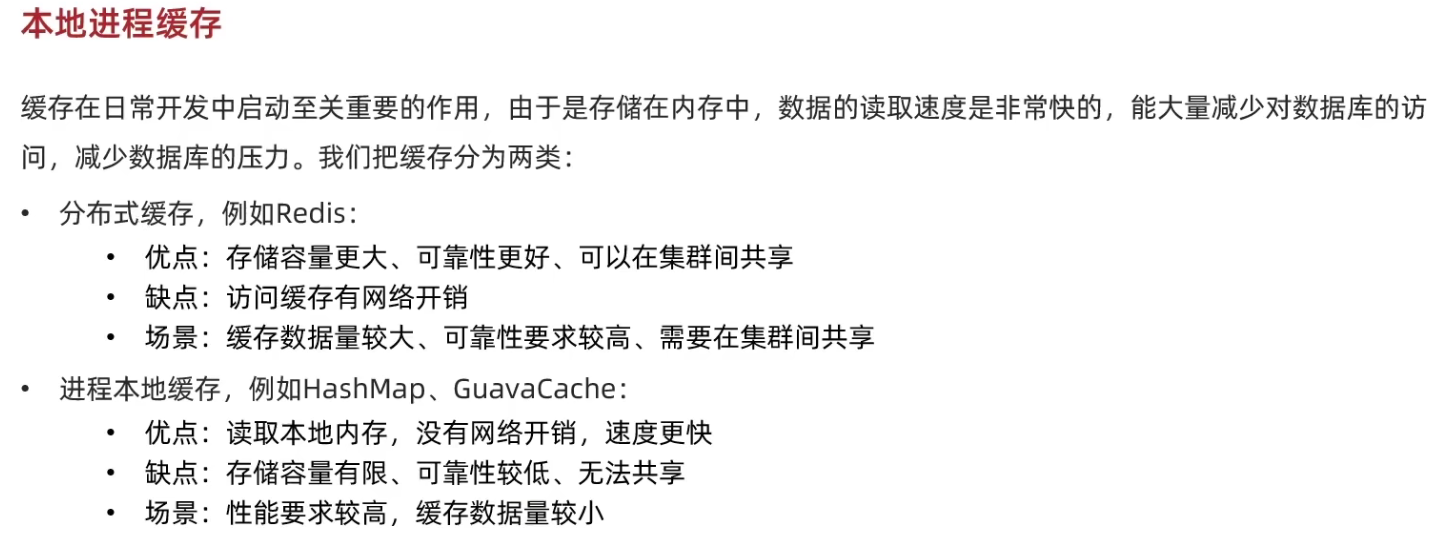 本地进程缓存
缓存在日常开发中启动至关重要的作用，由于是存储在内存中，数据的读取速度是非常快的，能大量减少对数据库的访
问，减少数据库的压力。我们把缓存分为两类：
• 分布式缓存，例如Redis：
• 优点：存储容量更大、可靠性更好、可以在集群间共享
• 缺点：访问缓存有网络开销
• 场景：缓存数据量较大、可靠性要求较高、需要在集群间共享
• 进程本地缓存，例如HashMap、GuavaCache：
• 优点：读取本地内存，没有网络开销，速度更快
• 缺点：存储容量有限、可靠性较低、无法共享
• 场景：性能要求较高，缓存数据量较小